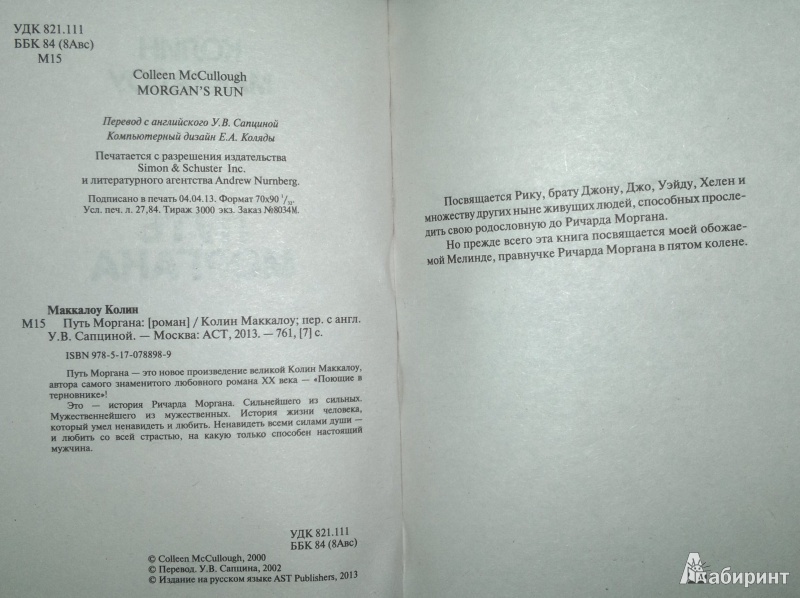 УДК 821.111
ББК 84 (8Авс)
М15
Colleen McCullough
MORGAN'S RUN
Перевод с английского У.В. Сапциной
Компьютерный дизайн Е.А. Коляды
Печатается с разрешения издательства
Simon & Schuster Inc.
и литературного агентства Andrew Nurnberg.
Подписано в печать 04.04.13. Формат 70х90 1/32.
Усл. печ. л. 27,84. Тираж 3000 экз. Заказ №8034М.
Маккалоу Колин
М15 Путь Моргана: [роман] / Колин Маккалоу; пер. с англ.
У.В. Сапциной. — Москва: АСТ, 2013. — 761, [7] с.
ISBN 978-5-17-078898-9
Путь Моргана — это новое произведение великой Колин Маккалоу,
автора самого знаменитого любовного романа XX века — «Поющие в
терновнике»!
Это — история Ричарда Моргана. Сильнейшего из сильных.
Мужественнейшего из мужественных. История жизни человека,
который умел ненавидеть и любить. Ненавидеть всеми силами души —
и любить со всей страстью, на какую только способен настоящий
мужчина.
УДК 821.111
ББК 84 (8Авс)
© Colleen McCullough, 2000
© Перевод. У.В. Сапцина, 2002
© Издание на русском языке AST Publishers, 2013
Посвящается Рику, брату Джону, Джо, Уэйду, Хелен и
множеству других ныне живущих людей, способных просле-
дить свою родословную до Ричарда Моргана.
Но прежде всего эта книга посвящается моей обожае-
мой Мелинде, правнучке Ричарда Моргана в пятом колене.
Лабиринт